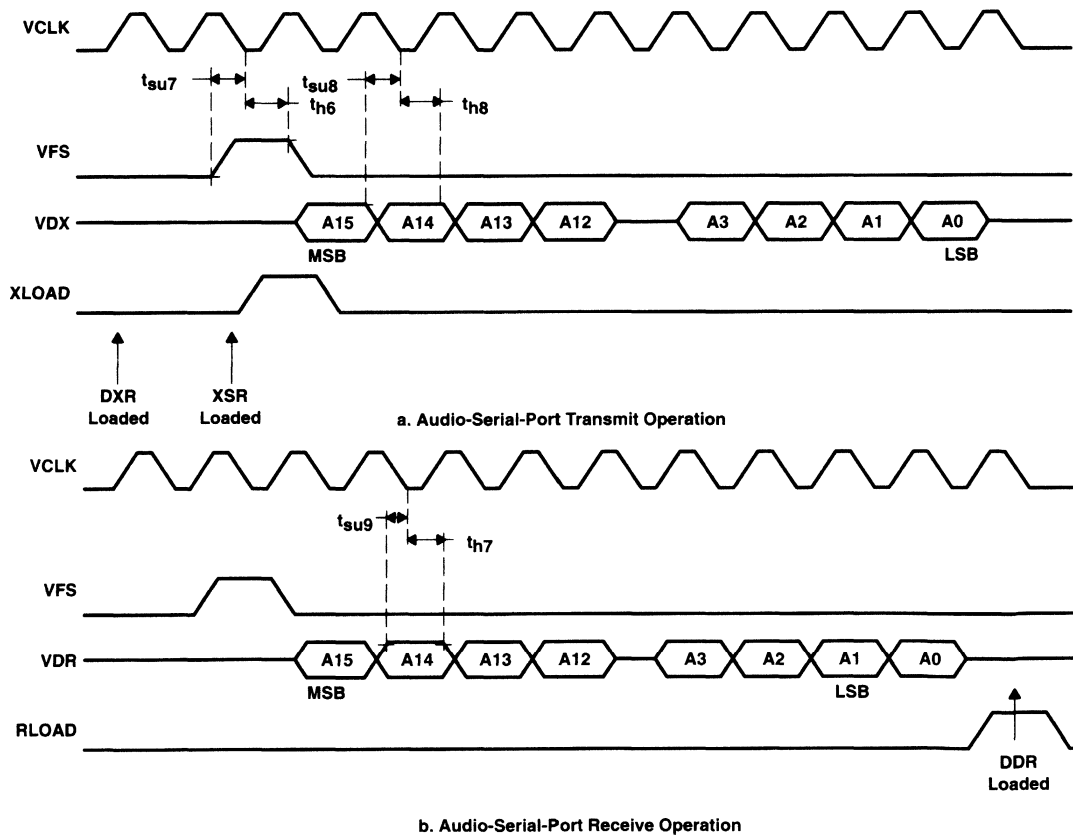 VCLK
tsu7
tsu8
th6
th8
VFS
VDX
A15
A14
A13
A12
A3
A2
A1
A0
MSB
LSB
XLOAD
DXR
Loaded
XSR
Loaded
a. Audio-Serial-Port Transmit Operation
VCLK
tsu9
th7
VFS
VDR
A15
A14
A13
A12
A3
A2
A1
A0
MSB
LSB
RLOAD
DDR
Loaded
b. Audio-Serial-Port Receive Operation